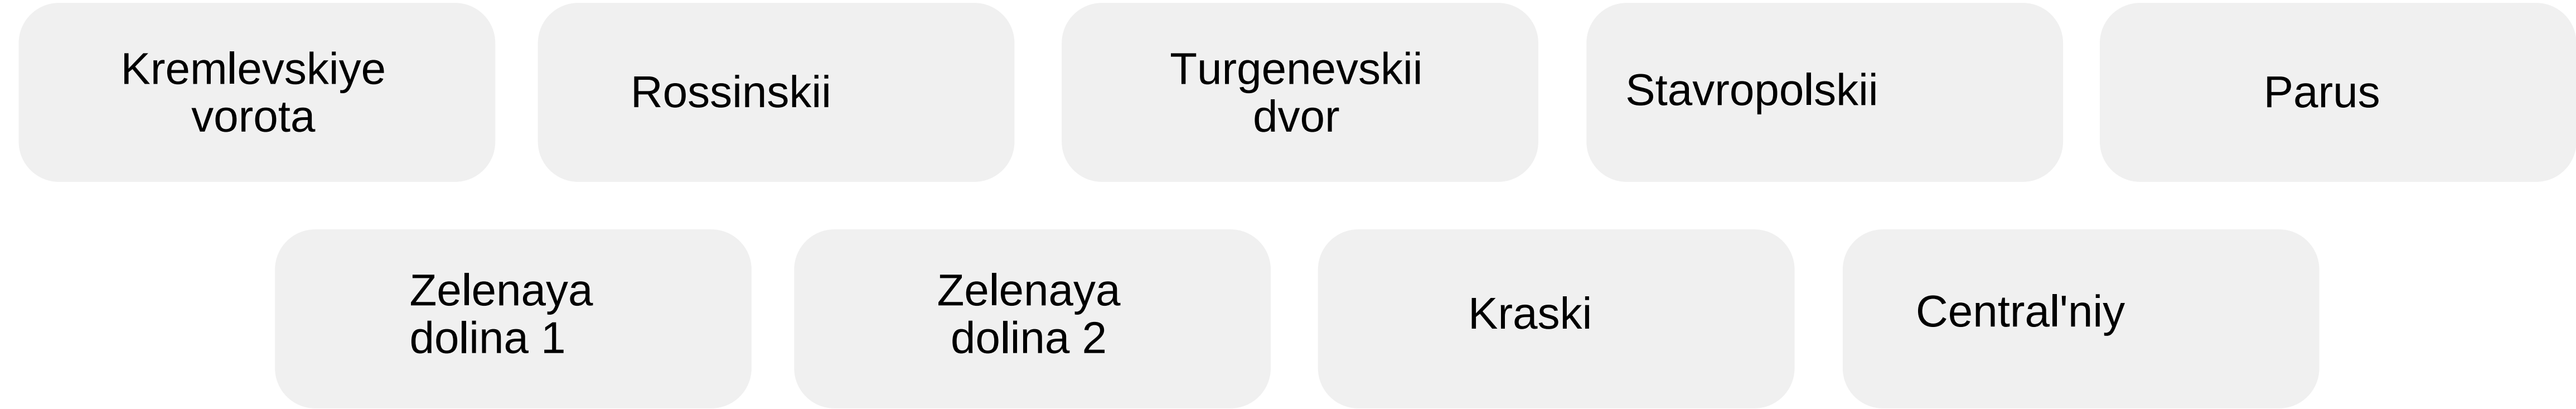 Kremlevskiye
vorota
Rossinskii
Turgenevskii
dvor
Stavropolskii
Parus
Zelenaya
dolina 1
Zelenaya
dolina 2
Kraski
Central'niy